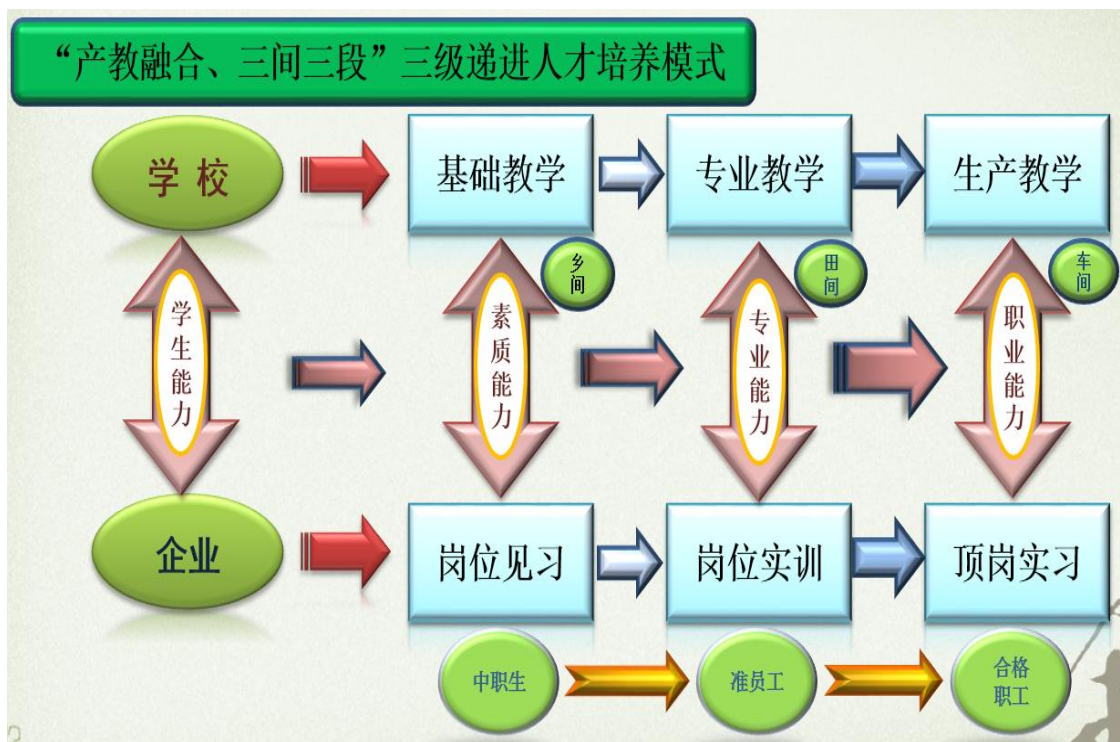 “产教融合、三间三段”三级递进人才培养模式
学 校
基础教学
专业教学
生产教学
乡间
田间
车间
学生能力
素质能力
专业能力
职业能力
企业
岗位见习
岗位实训
顶岗实习
中职生
准员工
合格
职工